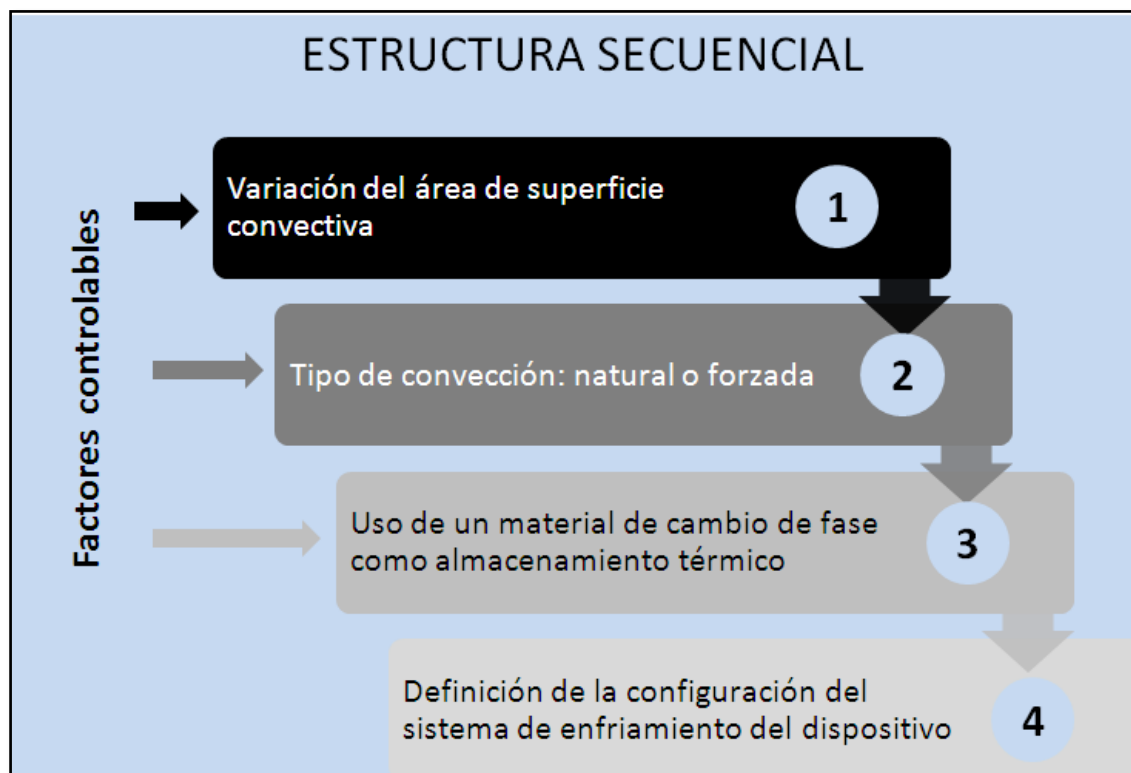 ESTRUCTURA SECUENCIAL
Factores controlables
Variación del área de superficie
convectiva
1
Tipo de convección: natural o forzada
2
Uso de un material de cambio de fase
como almacenamiento térmico
3
Definición de la configuración del
sistema de enfriamiento del dispositivo
4